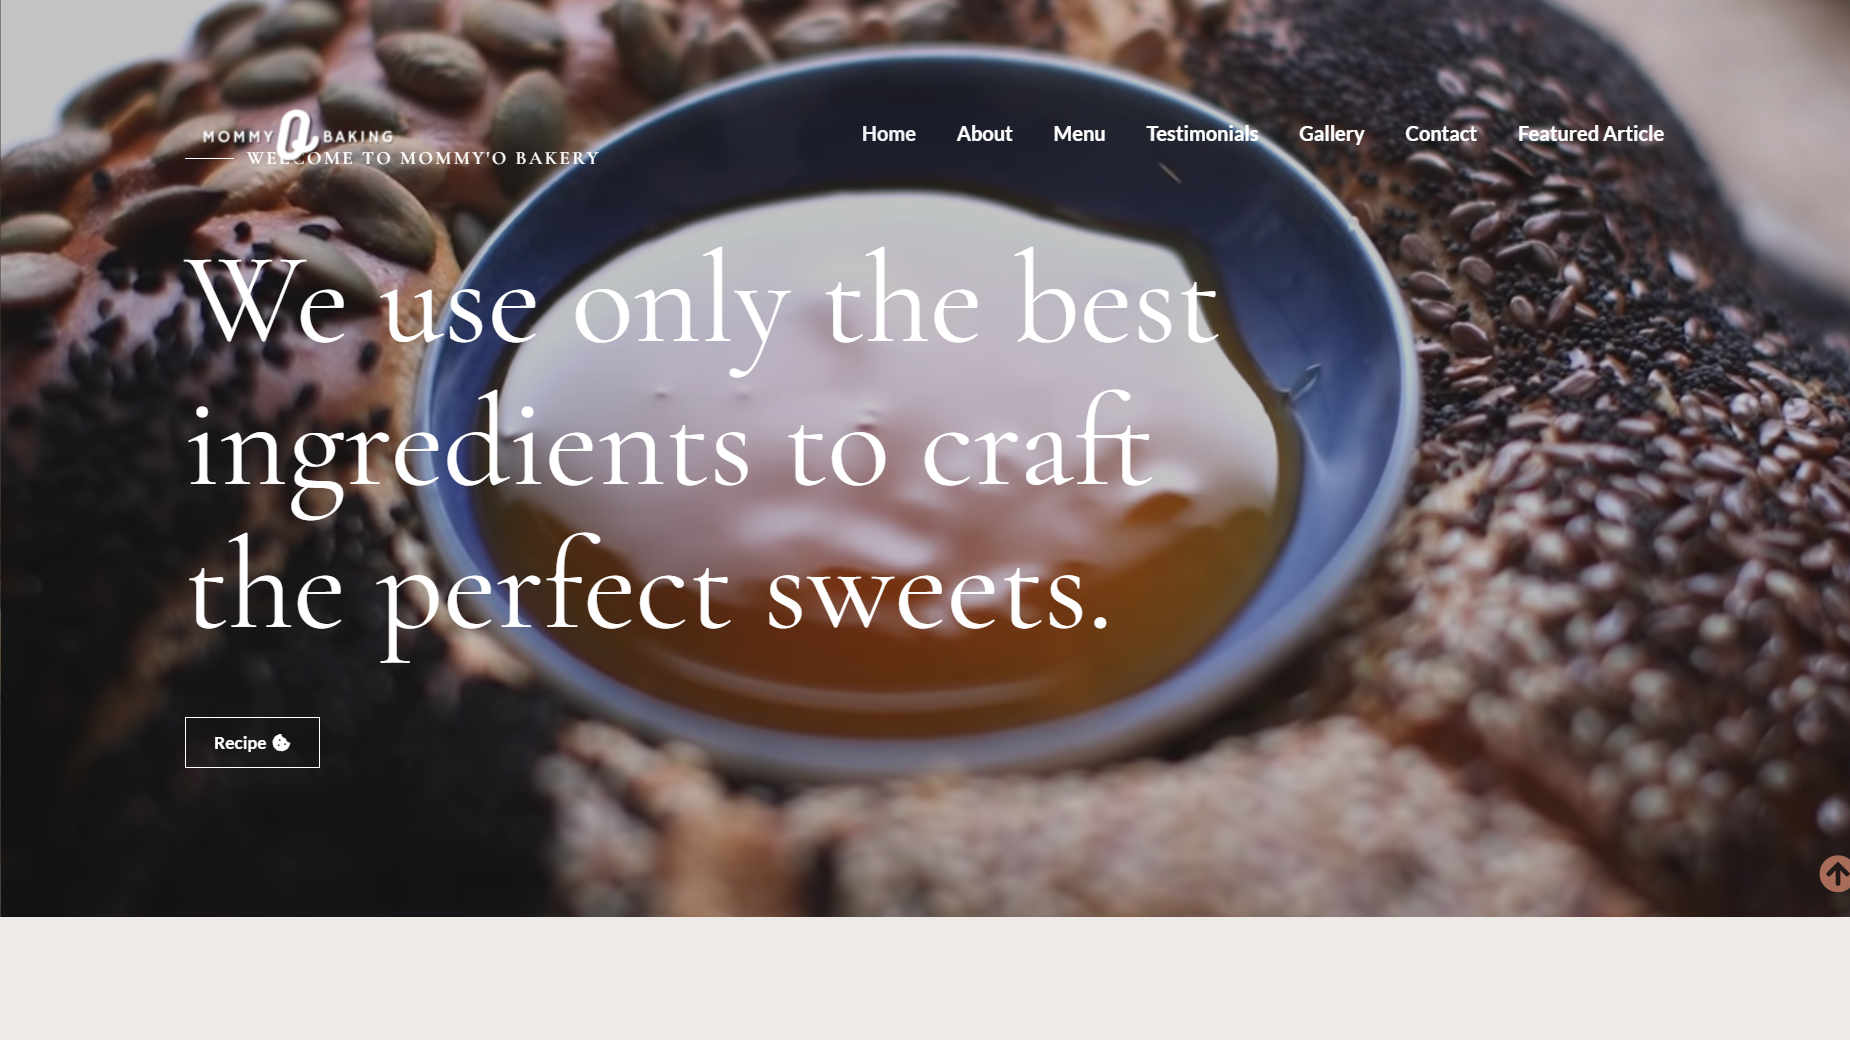 MOMMY Q BAKING
WELCOME TO MOMMY'O BAKERY
Home About Menu Testimonials Gallery Contact Featured Article
We use only the best
ingredients to craft
the perfect sweets.
Recipe